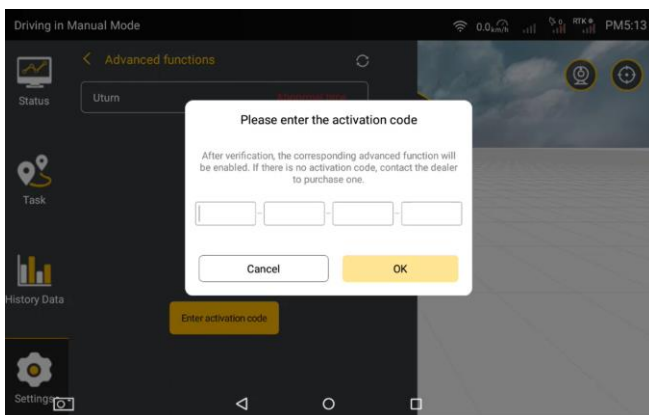 Driving in Manual Mode
0.0km/h
RTK
PM5:13
Advanced functions
Status
Uturn
Please enter the activation code
After verification, the corresponding advanced function will
be enabled. If there is no activation code, contact the dealer
to purchase one.
Task
- - -
Cancel
OK
History Data
Enter activation code
Settings